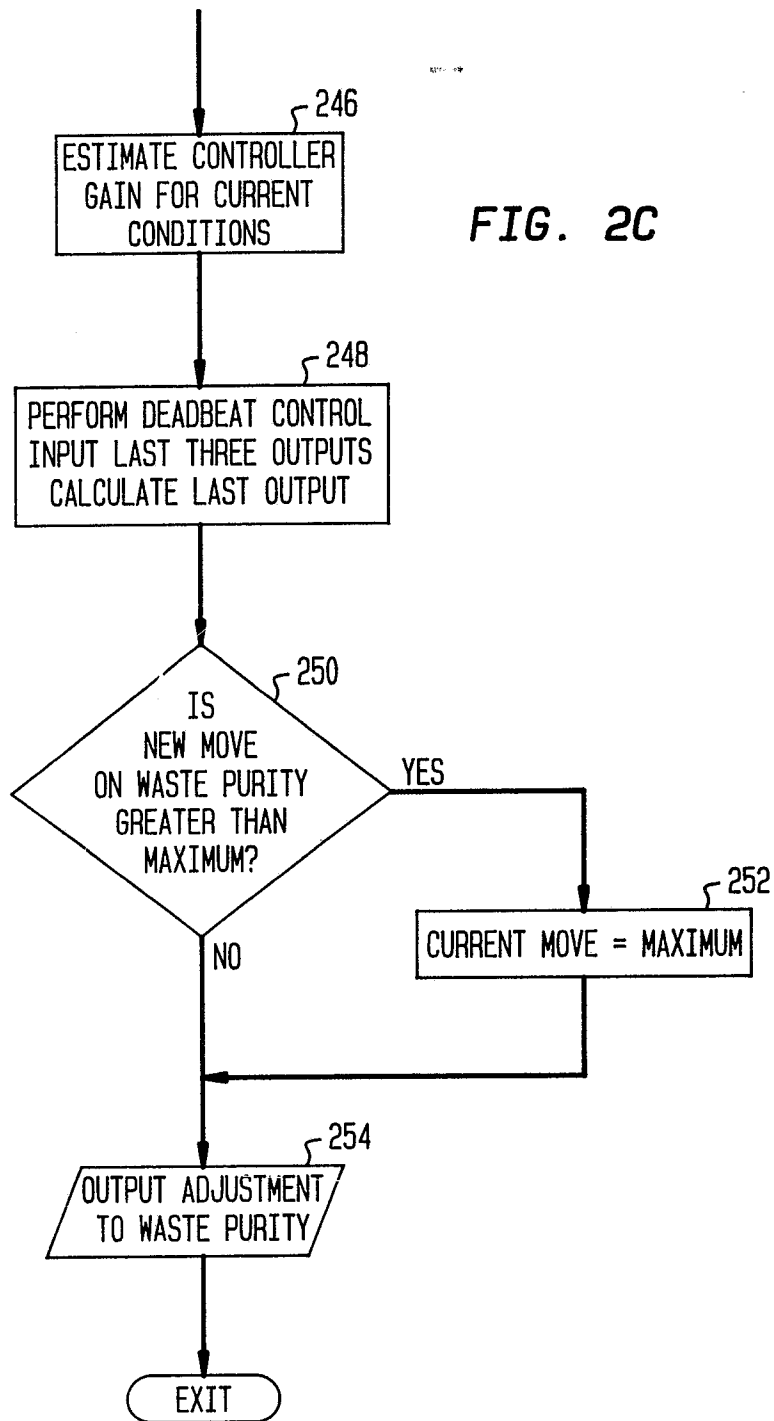 246
ESTIMATE CONTROLLER
GAIN FOR CURRENT
CONDITIONS
FIG. 2C
248
PERFORM DEADBEAT CONTROL
INPUT LAST THREE OUTPUTS
CALCULATE LAST OUTPUT
250
IS
NEW MOVE
ON WASTE PURITY
GREATER THAN
MAXIMUM?
YES
252
CURRENT MOVE = MAXIMUM
NO
254
OUTPUT ADJUSTMENT
TO WASTE PURITY
EXIT